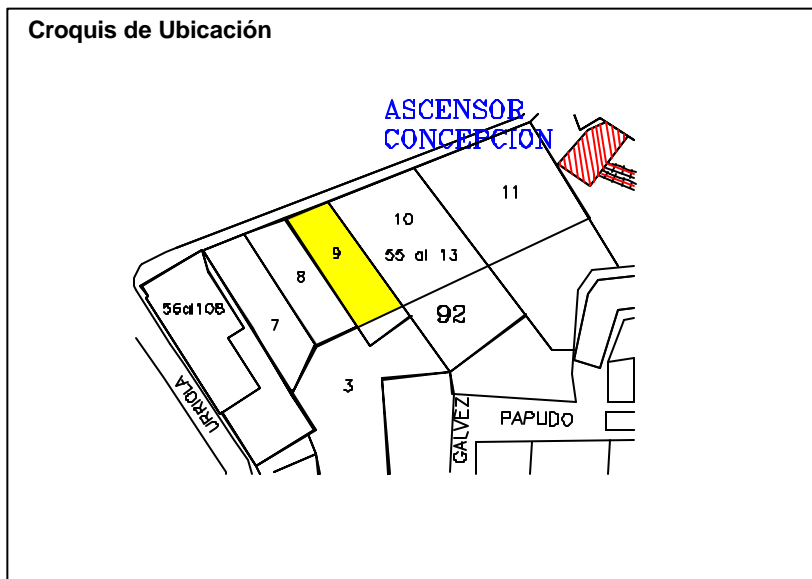 Croquis de Ubicación
ASCENSOR
CONCEPCION
11
10
9
55 al 13
8
56al108
7
92
3
URRIOLA
GALVEZ
PAPUDO